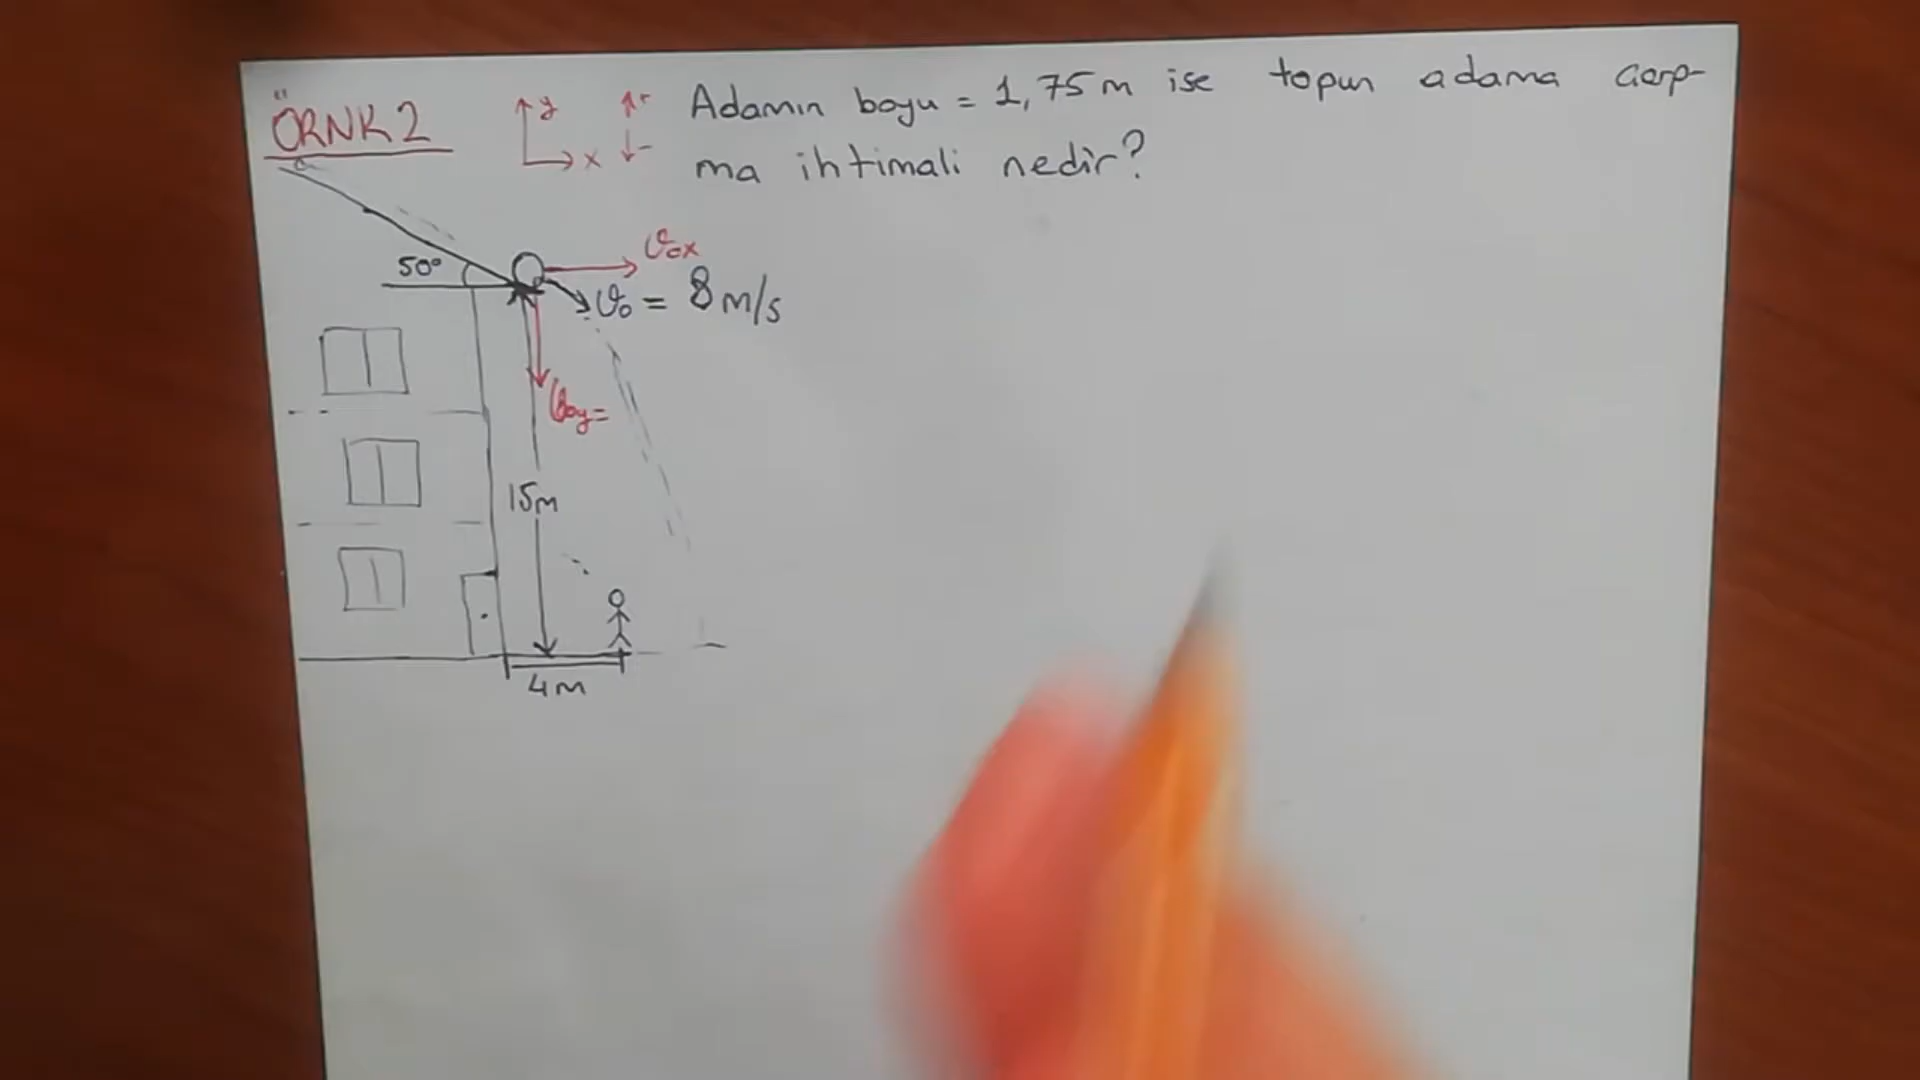 ÖRNK 2
y
x
+
-
Adamın boyu = 1,75 m ise topun adama çarp-
ma ihtimali nedir?
50°
V₀x
V₀ = 8 m/s
V₀y =
15m
4m